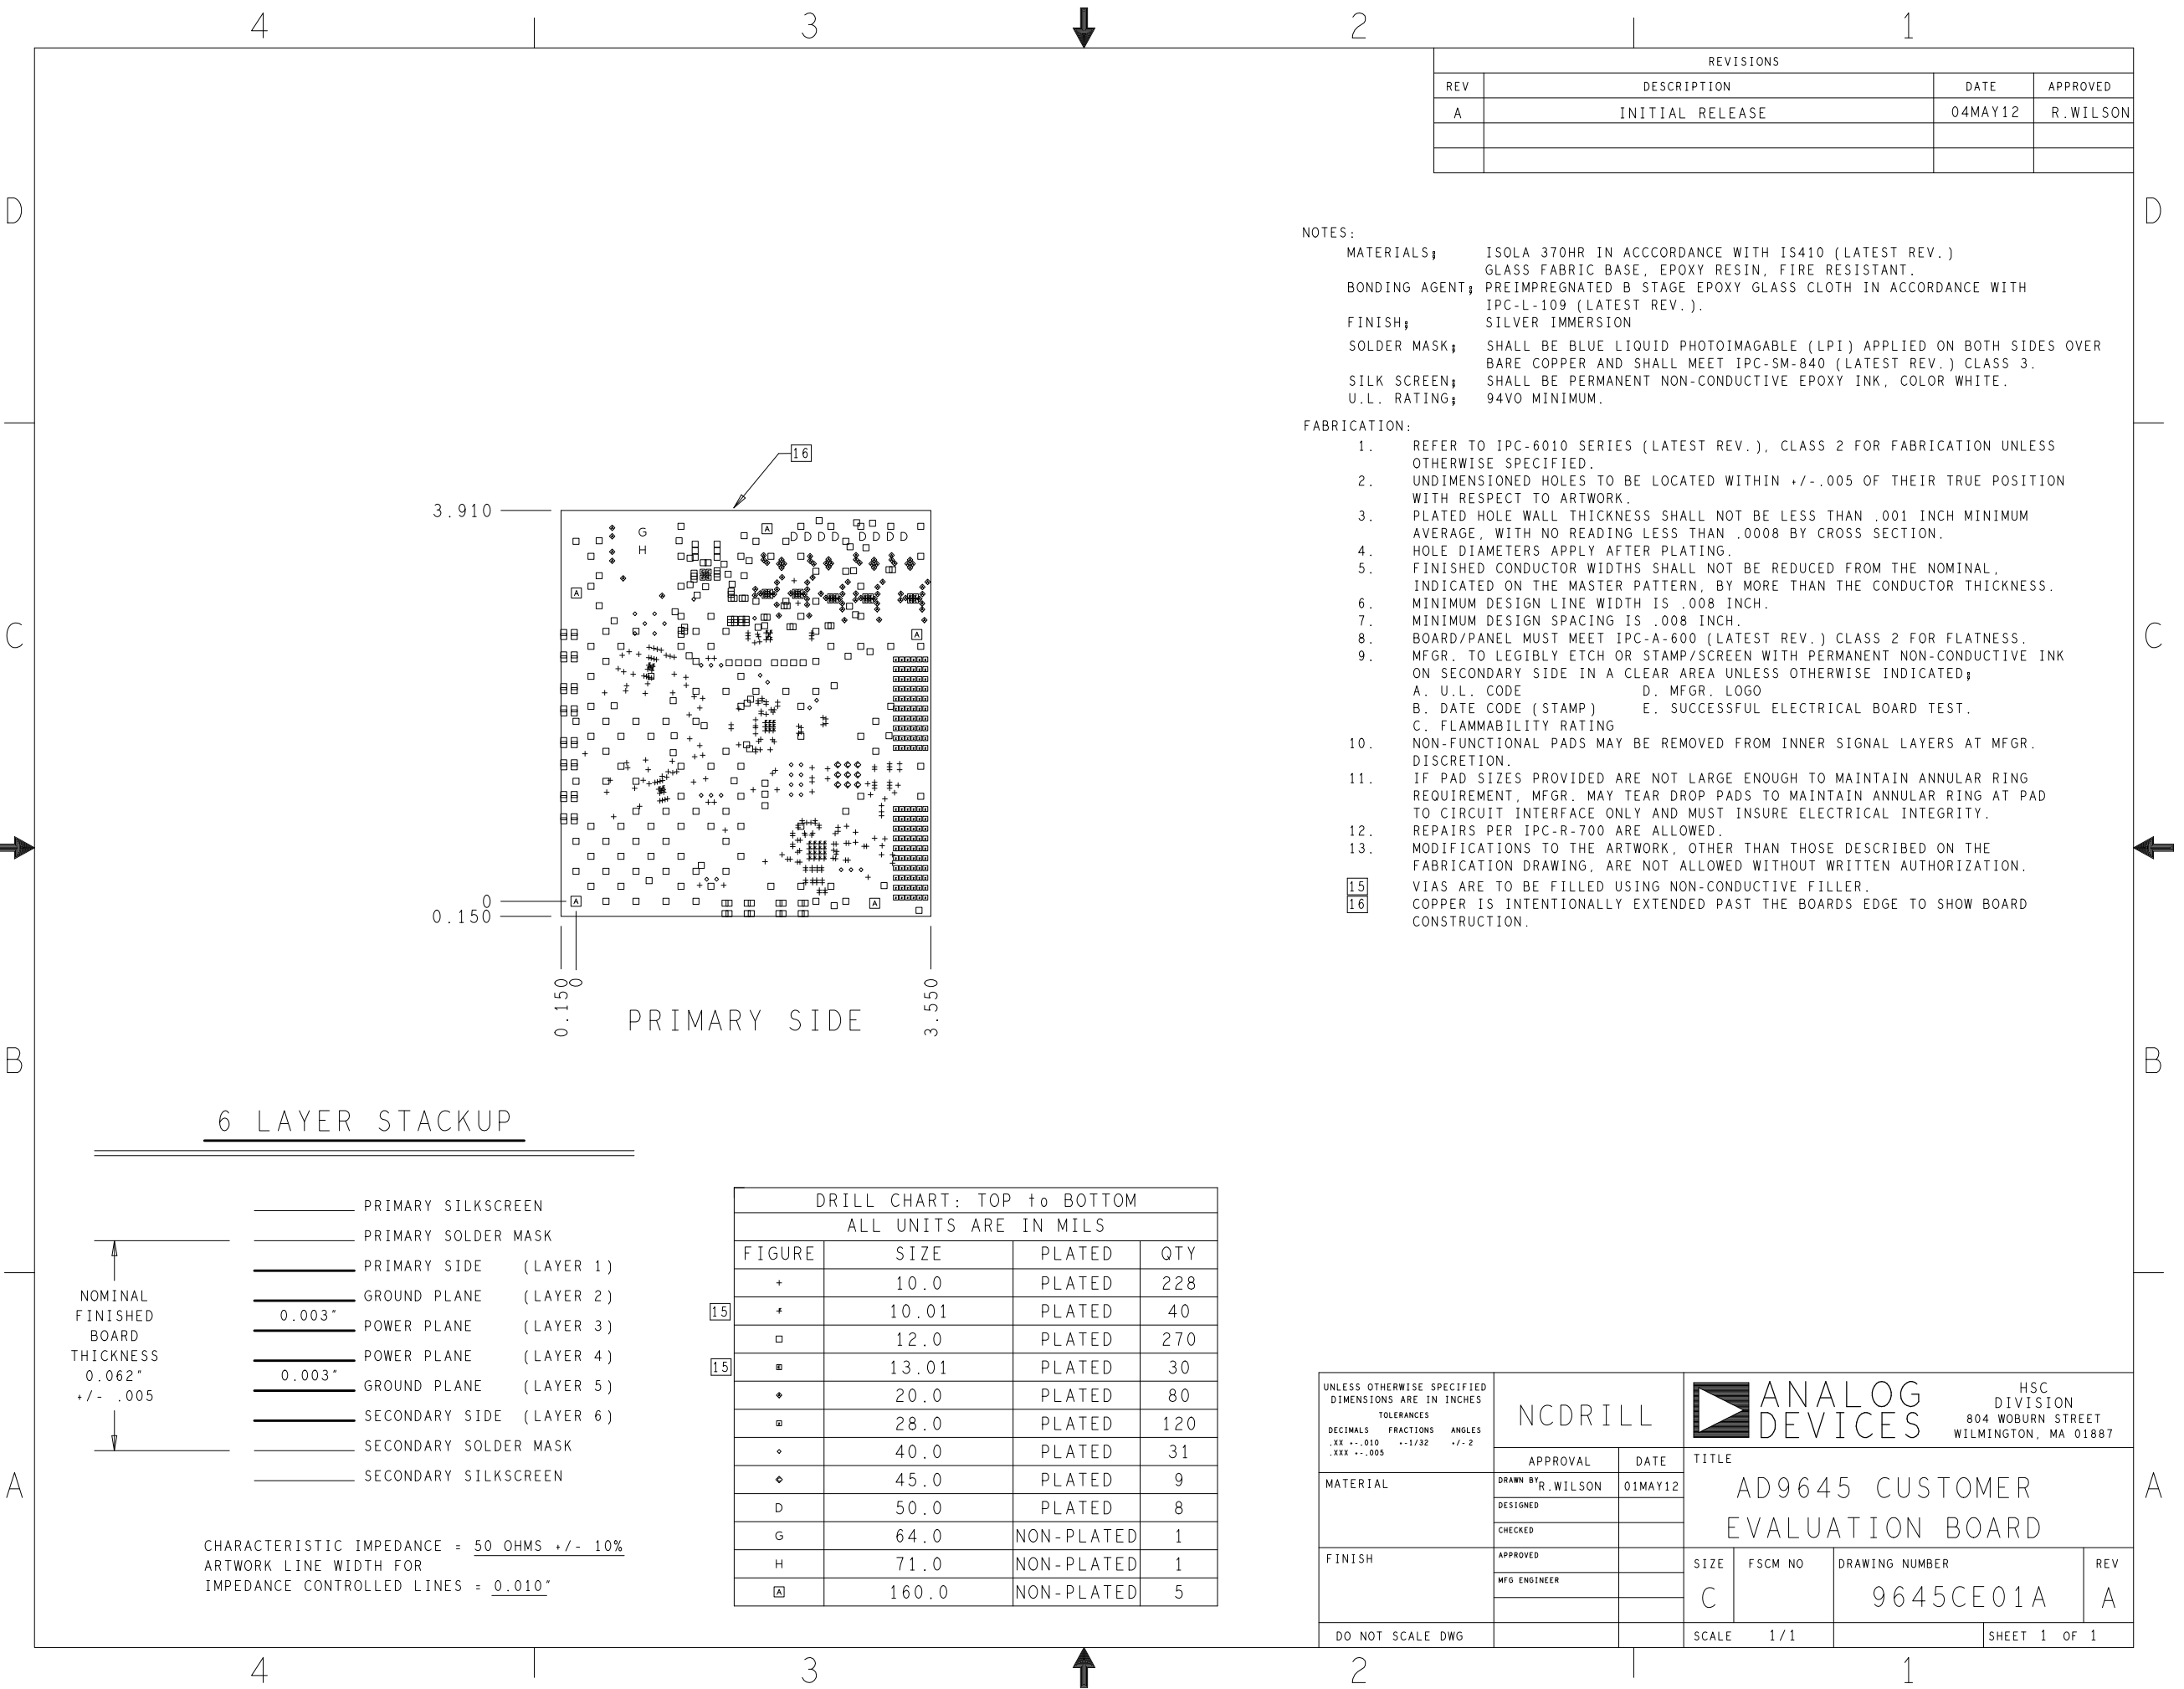 4 3 2 1
REVISIONS
REV DESCRIPTION DATE APPROVED
A INITIAL RELEASE 04MAY12 R.WILSON
D D
NOTES:
MATERIALS; ISOLA 370HR IN ACCCORDANCE WITH IS410 (LATEST REV.)
GLASS FABRIC BASE, EPOXY RESIN, FIRE RESISTANT.
BONDING AGENT; PREIMPREGNATED B STAGE EPOXY GLASS CLOTH IN ACCORDANCE WITH
IPC-L-109 (LATEST REV.).
FINISH; SILVER IMMERSION
SOLDER MASK; SHALL BE BLUE LIQUID PHOTOIMAGABLE (LPI) APPLIED ON BOTH SIDES OVER
BARE COPPER AND SHALL MEET IPC-SM-840 (LATEST REV.) CLASS 3.
SILK SCREEN; SHALL BE PERMANENT NON-CONDUCTIVE EPOXY INK, COLOR WHITE.
U.L. RATING; 94VO MINIMUM.
FABRICATION:
1. REFER TO IPC-6010 SERIES (LATEST REV.), CLASS 2 FOR FABRICATION UNLESS
OTHERWISE SPECIFIED.
2. UNDIMENSIONED HOLES TO BE LOCATED WITHIN +/-.005 OF THEIR TRUE POSITION
WITH RESPECT TO ARTWORK.
3. PLATED HOLE WALL THICKNESS SHALL NOT BE LESS THAN .001 INCH MINIMUM
AVERAGE, WITH NO READING LESS THAN .0008 BY CROSS SECTION.
4. HOLE DIAMETERS APPLY AFTER PLATING.
5. FINISHED CONDUCTOR WIDTHS SHALL NOT BE REDUCED FROM THE NOMINAL,
INDICATED ON THE MASTER PATTERN, BY MORE THAN THE CONDUCTOR THICKNESS.
6. MINIMUM DESIGN LINE WIDTH IS .008 INCH.
7. MINIMUM DESIGN SPACING IS .008 INCH.
8. BOARD/PANEL MUST MEET IPC-A-600 (LATEST REV.) CLASS 2 FOR FLATNESS.
9. MFGR. TO LEGIBLY ETCH OR STAMP/SCREEN WITH PERMANENT NON-CONDUCTIVE INK
ON SECONDARY SIDE IN A CLEAR AREA UNLESS OTHERWISE INDICATED;
A. U.L. CODE D. MFGR. LOGO
B. DATE CODE (STAMP) E. SUCCESSFUL ELECTRICAL BOARD TEST.
C. FLAMMABILITY RATING
10. NON-FUNCTIONAL PADS MAY BE REMOVED FROM INNER SIGNAL LAYERS AT MFGR.
DISCRETION.
11. IF PAD SIZES PROVIDED ARE NOT LARGE ENOUGH TO MAINTAIN ANNULAR RING
REQUIREMENT, MFGR. MAY TEAR DROP PADS TO MAINTAIN ANNULAR RING AT PAD
TO CIRCUIT INTERFACE ONLY AND MUST INSURE ELECTRICAL INTEGRITY.
12. REPAIRS PER IPC-R-700 ARE ALLOWED.
13. MODIFICATIONS TO THE ARTWORK, OTHER THAN THOSE DESCRIBED ON THE
FABRICATION DRAWING, ARE NOT ALLOWED WITHOUT WRITTEN AUTHORIZATION.
15 VIAS ARE TO BE FILLED USING NON-CONDUCTIVE FILLER.
16 COPPER IS INTENTIONALLY EXTENDED PAST THE BOARDS EDGE TO SHOW BOARD
CONSTRUCTION.
C C
16
3.910
G A
D D D D D D D D D
H
A
A
0
0.150
A A
0.150 0 3.550
PRIMARY SIDE
B B
6 LAYER STACKUP
PRIMARY SILKSCREEN
PRIMARY SOLDER MASK
PRIMARY SIDE (LAYER 1)
GROUND PLANE (LAYER 2)
0.003"
POWER PLANE (LAYER 3)
POWER PLANE (LAYER 4)
0.003"
GROUND PLANE (LAYER 5)
SECONDARY SIDE (LAYER 6)
SECONDARY SOLDER MASK
SECONDARY SILKSCREEN
NOMINAL
FINISHED
BOARD
THICKNESS
0.062"
+/- .005
CHARACTERISTIC IMPEDANCE = 50 OHMS +/- 10%
ARTWORK LINE WIDTH FOR
IMPEDANCE CONTROLLED LINES = 0.010"
DRILL CHART: TOP to BOTTOM
ALL UNITS ARE IN MILS
FIGURE SIZE PLATED QTY
+ 10.0 PLATED 228
15 10.01 PLATED 40
12.0 PLATED 270
15 13.01 PLATED 30
20.0 PLATED 80
28.0 PLATED 120
40.0 PLATED 31
45.0 PLATED 9
D 50.0 PLATED 8
G 64.0 NON-PLATED 1
H 71.0 NON-PLATED 1
A 160.0 NON-PLATED 5
UNLESS OTHERWISE SPECIFIED
DIMENSIONS ARE IN INCHES
TOLERANCES
DECIMALS FRACTIONS ANGLES
.XX +-.010 +-1/32 +/- 2
.XXX +-.005
MATERIAL
FINISH
DO NOT SCALE DWG
NCDRILL
APPROVAL DATE
DRAWN BY R.WILSON 01MAY12
DESIGNED
CHECKED
APPROVED
MFG ENGINEER
ANALOG
DEVICES
HSC
DIVISION
804 WOBURN STREET
WILMINGTON, MA 01887
TITLE
AD9645 CUSTOMER
EVALUATION BOARD
SIZE FSCM NO DRAWING NUMBER REV
C 9645CE01A A
SCALE 1/1 SHEET 1 OF 1
A A
4 3 2 1